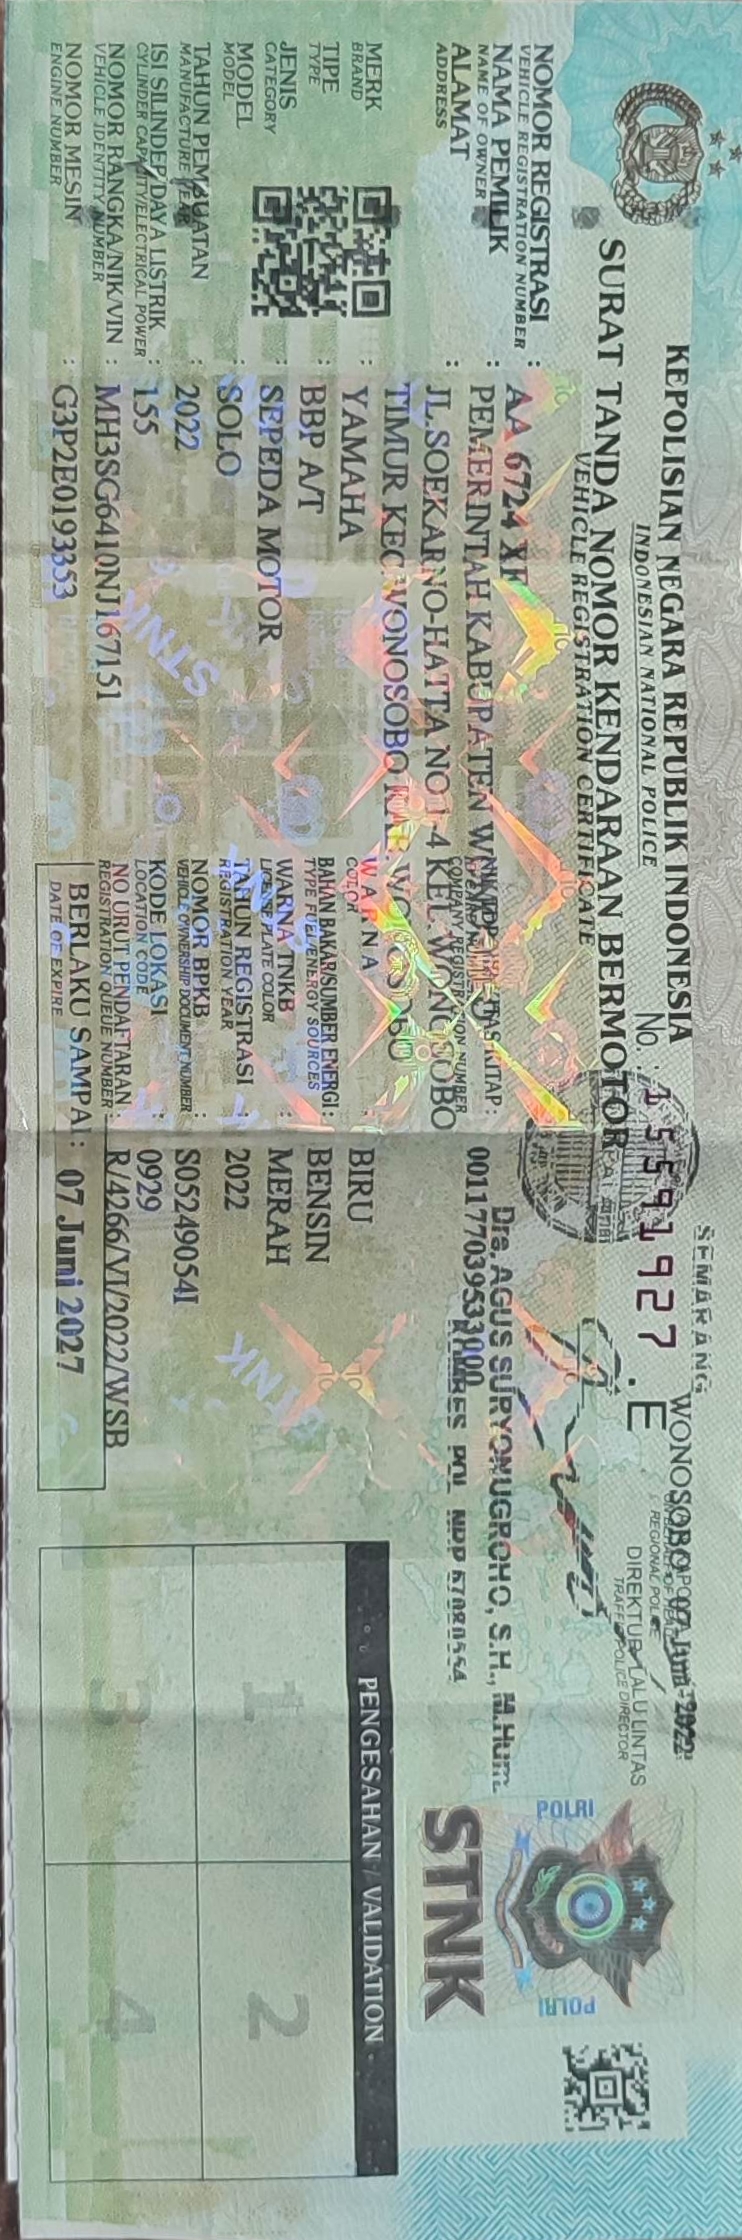 KEPOLISIAN NEGARA REPUBLIK INDONESIA
INDONESIAN NATIONAL POLICE
SURAT TANDA NOMOR KENDARAAN BERMOTOR
VEHICLE REGISTRATION CERTIFICATE
No. : 15591927 .E
SEMARANG
WONOSOBO, 07 Juni 2022
REGIONAL POLICE
DIREKTUR LALU LINTAS
TRAFFIC POLICE DIRECTOR
Drs. AGUS SURYONUGROHO, S.H., M.Hum
KOMBES POL NRP 67080554
NOMOR REGISTRASI : AA 6724 XF
VEHICLE REGISTRATION NUMBER
NAMA PEMILIK : PEMERINTAH KABUPATEN
NAME OF OWNER
ALAMAT : JL.SOEKARNO-HATTA NO 1-4 KEL.WONOSOBO
ADDRESS
TIMUR KEC.WONOSOBO KAB. WONOSOBO
001177039533000
MERK : YAMAHA
BRAND
TIPE : BBP A/T
TYPE
JENIS : SEPEDA MOTOR
CATEGORY
MODEL : SOLO
MODEL
TAHUN PEMBUATAN : 2022
MANUFACTURE YEAR
ISI SILINDER/DAYA LISTRIK : 155
CYLINDER CAPACITY/ELECTRICAL POWER
NOMOR RANGKA/NIK/VIN : MH3SG6410NJ167151
VEHICLE IDENTITY NUMBER
NOMOR MESIN : G3P2E0193353
ENGINE NUMBER
WARNA : BIRU
COLOR
BAHAN BAKAR/SUMBER ENERGI : BENSIN
TYPE FUEL/ENERGY SOURCES
WARNA TNKB : MERAH
LICENSE PLATE COLOR
TAHUN REGISTRASI : 2022
REGISTRATION YEAR
NOMOR BPKB : S05249054I
VEHICLE OWNERSHIP DOCUMENT NUMBER
KODE LOKASI : 0929
LOCATION CODE
NO URUT PENDAFTARAN : R/4266/VI/2022/WSB
REGISTRATION QUEUE NUMBER
BERLAKU SAMPAI : 07 Juni 2027
DATE OF EXPIRE
POLRI
POLRI
STNK
PENGESAHAN / VALIDATION
1
2
3
4